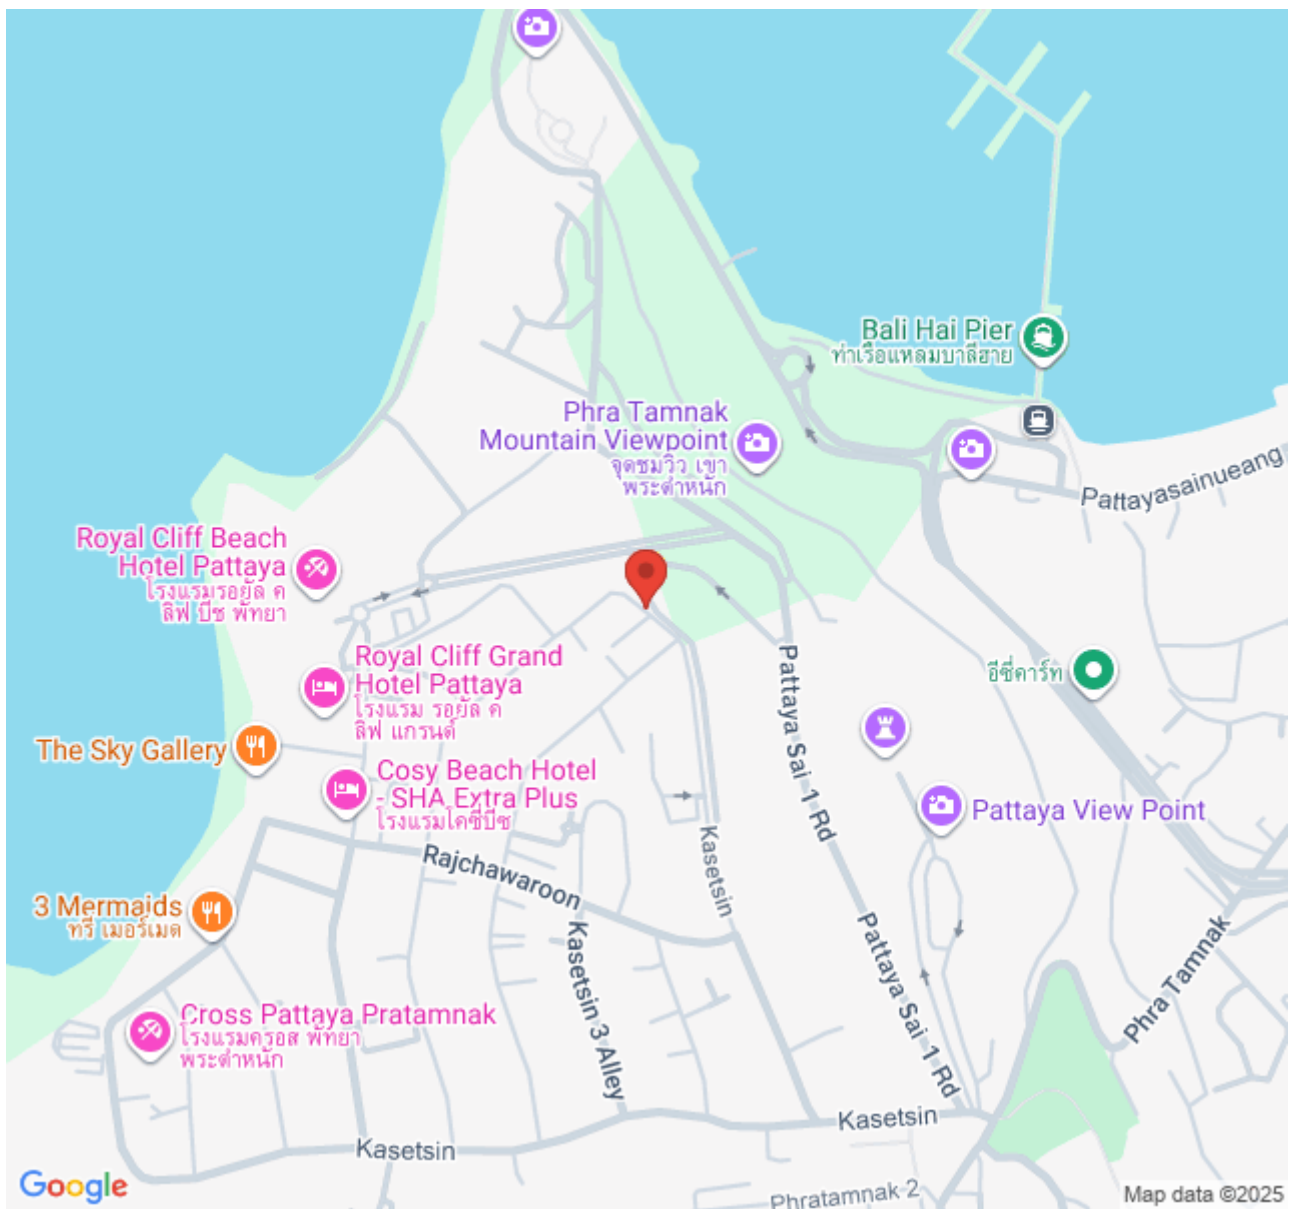 Bali Hai Pier
ท่าเรือแหลมบาลีฮาย
Phra Tamnak
Mountain Viewpoint
จุดชมวิว เขา
พระตำหนัก
Pattayasainueang
Royal Cliff Beach
Hotel Pattaya
โรงแรมรอยัล ค
ลิฟ บีช พัทยา
Royal Cliff Grand
Hotel Pattaya
โรงแรม รอยัล ค
ลิฟ แกรนด์
อีซี่คาร์ท
Pattaya Sai 1 Rd
The Sky Gallery
Cosy Beach Hotel
- SHA Extra Plus
โรงแรมโคซี่บีช
Pattaya View Point
Kasetsin
Rajchawaroon
3 Mermaids
ทรี เมอร์เมด
Kasetsin 3 Alley
Pattaya Sai 1 Rd
Phra Tamnak
Cross Pattaya Pratamnak
โรงแรมครอส พัทยา
พระตำหนัก
Kasetsin
Kasetsin
Phratamnak 2
Google
Map data ©2025